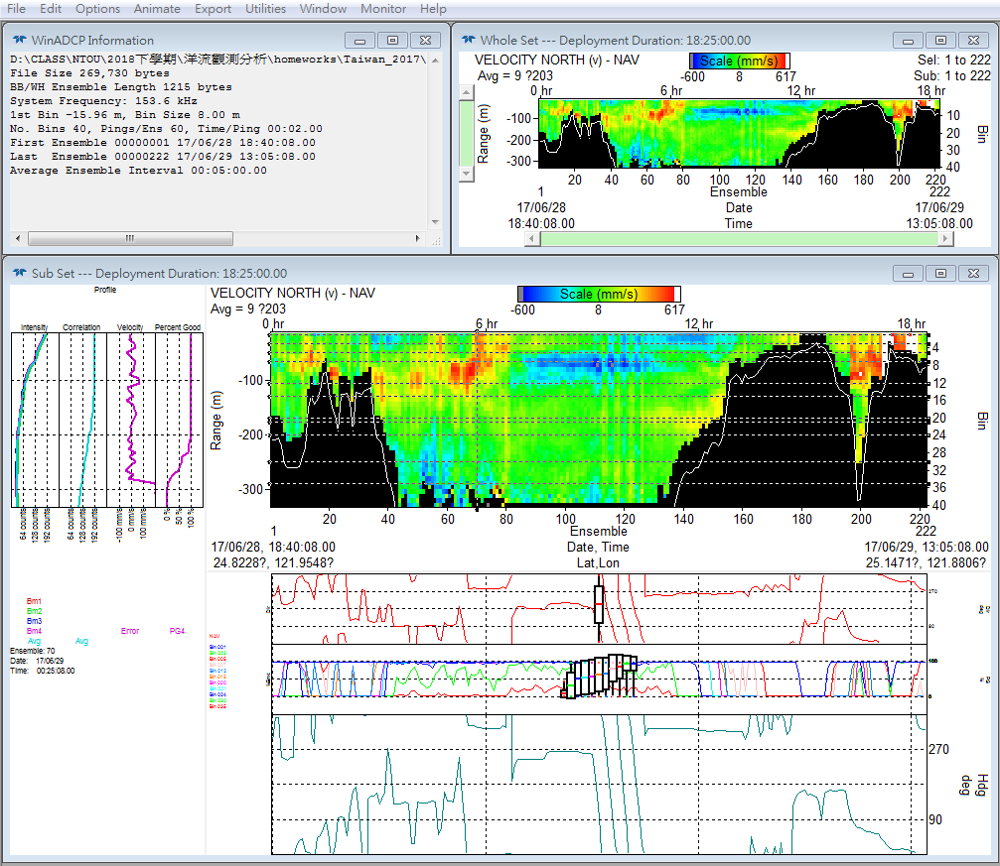 File Edit Options Animate Export Utilities Window Monitor Help
WinADCP Information
D:\CLASS\NTOU\2018下學期\洋流觀測分析\homeworks\Taiwan_2017\
File Size 269,730 bytes
BB/WH Ensemble Length 1215 bytes
System Frequency: 153.6 kHz
1st Bin -15.96 m, Bin Size 8.00 m
No. Bins 40, Pings/Ens 60, Time/Ping 00:02.00
First Ensemble 00000001 17/06/28 18:40:08.00
Last Ensemble 00000222 17/06/29 13:05:08.00
Average Ensemble Interval 00:05:00.00
Whole Set --- Deployment Duration: 18:25:00.00
VELOCITY NORTH (v) - NAV
Avg = 9 ?203
Scale (mm/s)
-600 8 617
Sel: 1 to 222
Sub: 1 to 222
0 hr 6 hr 12 hr 18 hr
Range (m)
-100
-200
-300
10
20
30
40
Bin
20 40 60 80 100 120 140 160 180 200 220
1 Ensemble 222
17/06/28 Date 17/06/29
18:40:08.00 Time 13:05:08.00
Sub Set --- Deployment Duration: 18:25:00.00
Profile
Intensity Correlation Velocity Percent Good
64 counts
128 counts
192 counts
64 counts
128 counts
192 counts
-100 mm/s
0 mm/s
100 mm/s
0 %
50 %
100 %
Bm1
Bm2
Bm3
Bm4 Error PG4
Avg Avg
Ensemble: 70
Date: 17/06/29
Time: 00:25:08.00
VELOCITY NORTH (v) - NAV
Avg = 9 ?203
Scale (mm/s)
-600 8 617
0 hr 6 hr 12 hr 18 hr
Range (m)
-100
-200
-300
4
8
12
16
20
24
28
32
36
40
Bin
20 40 60 80 100 120 140 160 180 200 220
1 Ensemble 222
17/06/28, 18:40:08.00 Date, Time 17/06/29, 13:05:08.00
24.8228?, 121.9548? Lat,Lon 25.1471?, 121.8806?
270
90
NAV
Bin 001
100
0
270
90
Hdg
deg